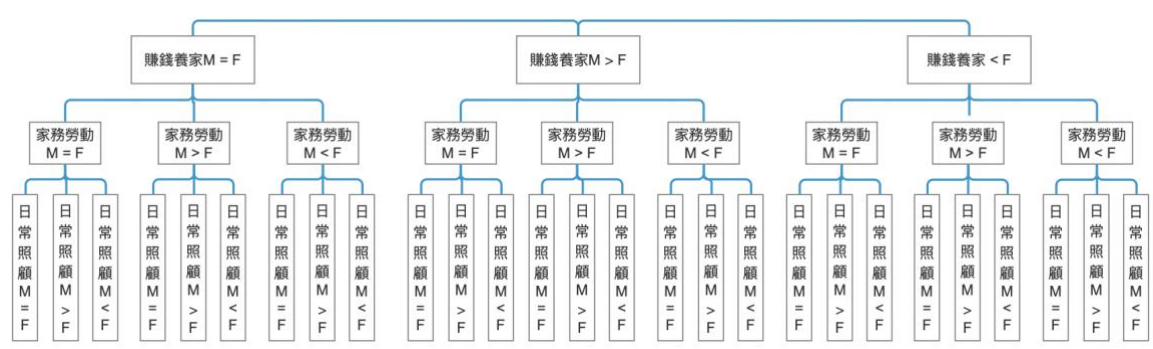 賺錢養家M = F
賺錢養家M > F
賺錢養家 < F
家務勞動
M = F
家務勞動
M > F
家務勞動
M < F
家務勞動
M = F
家務勞動
M > F
家務勞動
M < F
家務勞動
M = F
家務勞動
M > F
家務勞動
M < F
日常照顧M=F
日常照顧M>F
日常照顧M<F
日常照顧M=F
日常照顧M>F
日常照顧M<F
日常照顧M=F
日常照顧M>F
日常照顧M<F
日常照顧M=F
日常照顧M>F
日常照顧M<F
日常照顧M=F
日常照顧M>F
日常照顧M<F
日常照顧M=F
日常照顧M>F
日常照顧M<F
日常照顧M=F
日常照顧M>F
日常照顧M<F
日常照顧M=F
日常照顧M>F
日常照顧M<F
日常照顧M=F
日常照顧M>F
日常照顧M<F